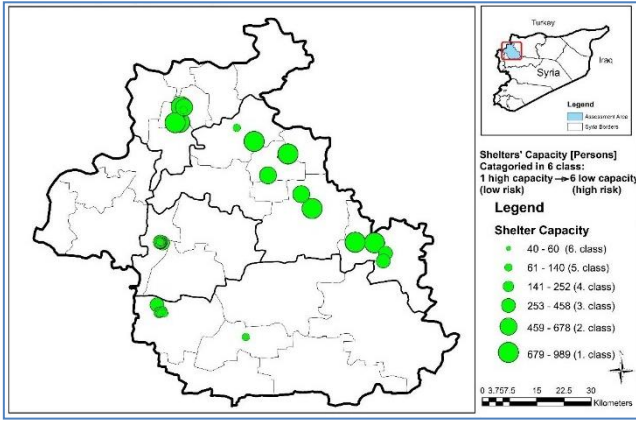 Turkey
Iraq
Syria
Legend
Assessment Area
Syria Borders
Shelters' Capacity [Persons]
Catagoried in 6 class:
1 high capacity → 6 low capacity
(low risk) (high risk)
Legend
Shelter Capacity
40 - 60 (6. class)
61 - 140 (5. class)
141 - 252 (4. class)
253 - 458 (3. class)
459 - 678 (2. class)
679 - 989 (1. class)
0 3.757.5 15 22.5 30
Kilometers